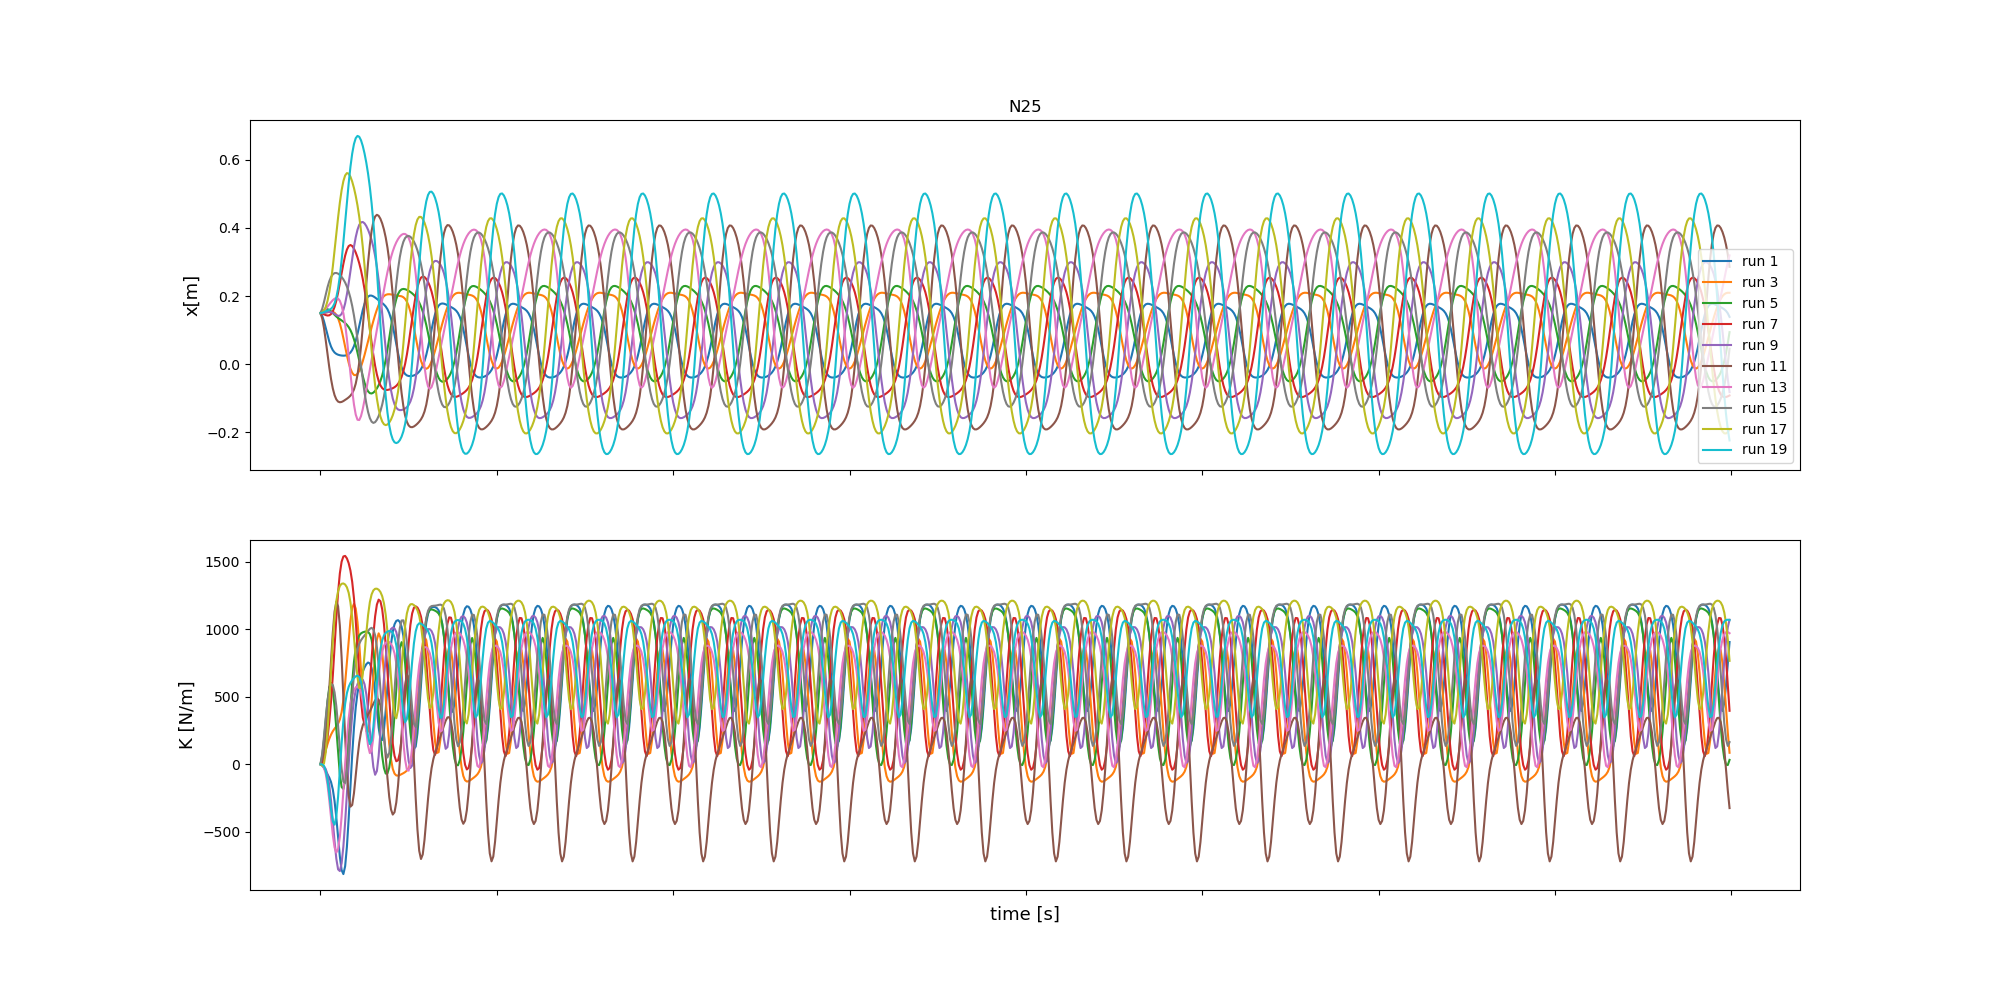 N25
x[m]
0.6
0.4
0.2
0.0
−0.2
run 1
run 3
run 5
run 7
run 9
run 11
run 13
run 15
run 17
run 19
K [N/m]
1500
1000
500
0
−500
time [s]